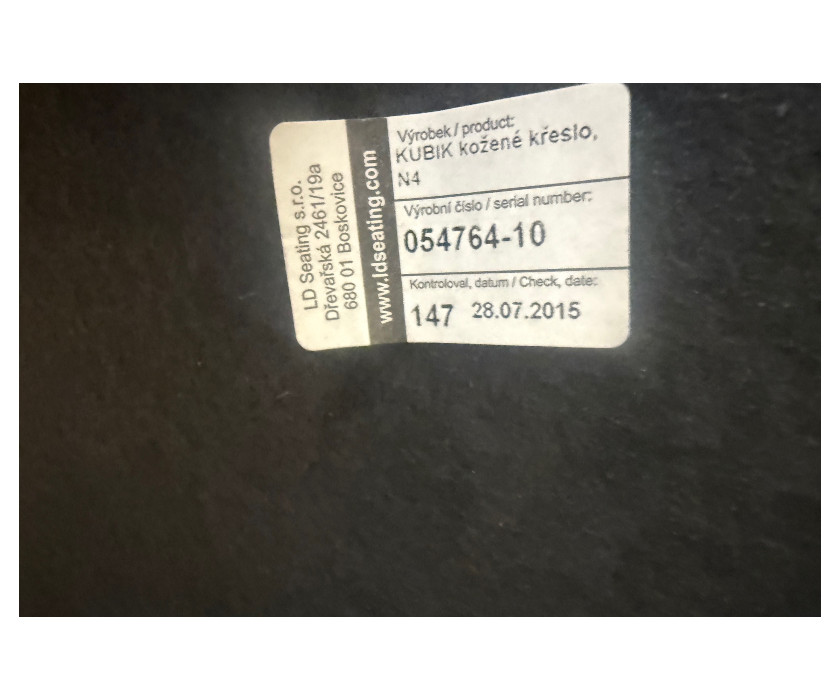 LD Seating s.r.o.
Dřevařská 2461/19a
680 01 Boskovice
www.ldseating.com
Výrobek / product:
KUBIK kožené křeslo,
N4
Výrobní číslo / serial number:
054764-10
Kontroloval, datum / Check, date:
147 28.07.2015